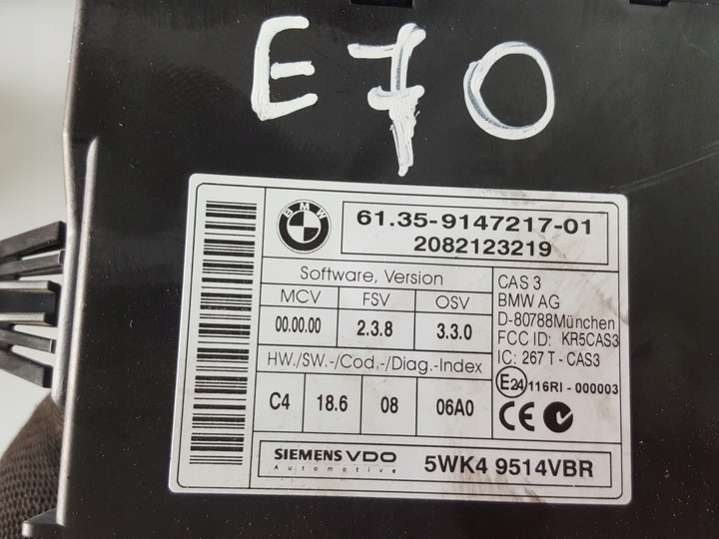 E70
BMW
61.35-9147217-01
2082123219
Software, Version
MCV FSV OSV
00.00.00 2.3.8 3.3.0
HW./SW.-/Cod.-/Diag.-Index
C4 18.6 08 06A0
CAS 3
BMW AG
D-80788München
FCC ID: KR5CAS3
IC: 267 T - CAS3
E24 116RI - 000003
CE
SIEMENS VDO
Automotive
5WK4 9514VBR